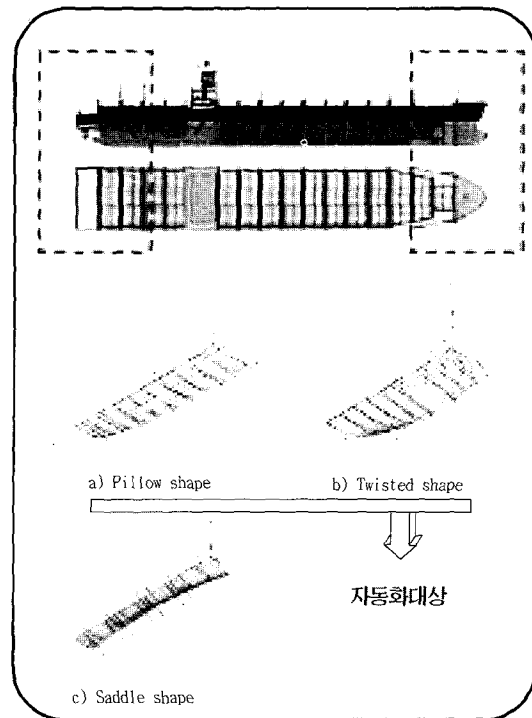 a) Pillow shape
b) Twisted shape
자동화대상
c) Saddle shape